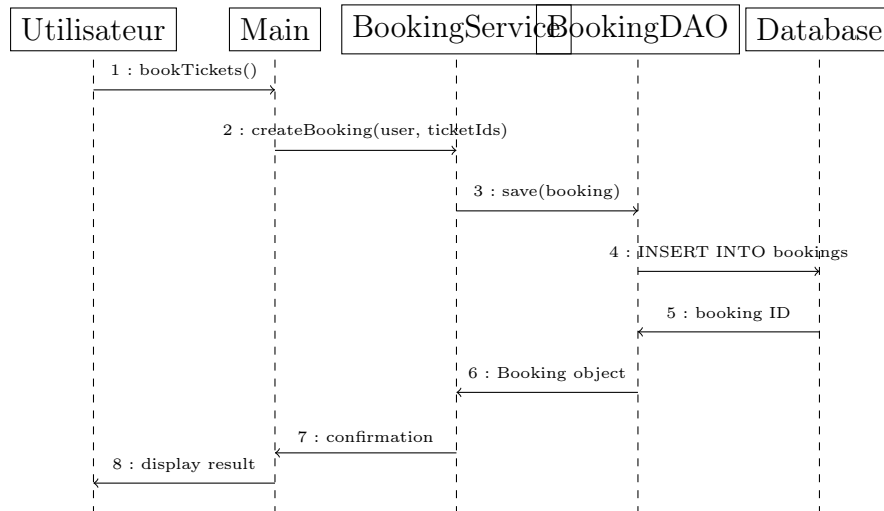 Utilisateur
Main
BookingService
BookingDAO
Database
1 : bookTickets()
2 : createBooking(user, ticketIds)
3 : save(booking)
4 : INSERT INTO bookings
5 : booking ID
6 : Booking object
7 : confirmation
8 : display result